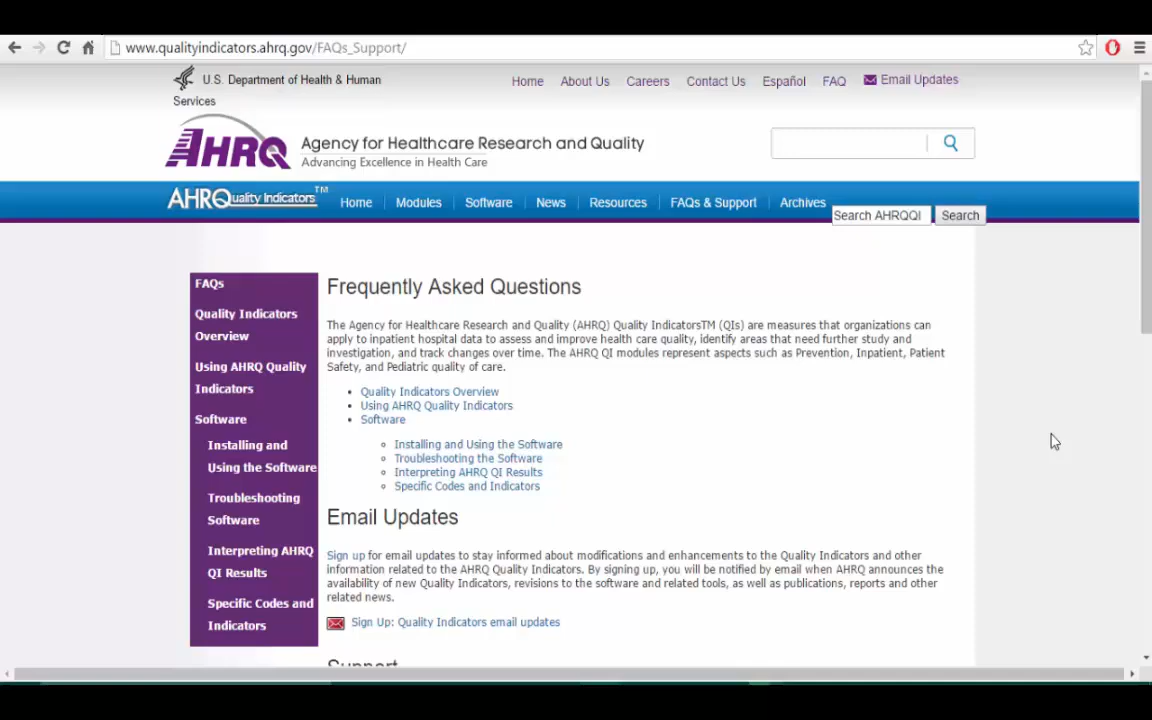 www.qualityindicators.ahrq.gov/FAQs_Support/
U.S. Department of Health & Human
Services
Home About Us Careers Contact Us Español FAQ Email Updates
AHRQ
Agency for Healthcare Research and Quality
Advancing Excellence in Health Care
AHRQuality Indicators™
Home Modules Software News Resources FAQs & Support Archives
Search AHRQQI Search
FAQs
Quality Indicators
Overview
Using AHRQ Quality
Indicators
Software
Installing and
Using the Software
Troubleshooting
Software
Interpreting AHRQ
QI Results
Specific Codes and
Indicators
Frequently Asked Questions
The Agency for Healthcare Research and Quality (AHRQ) Quality IndicatorsTM (QIs) are measures that organizations can
apply to inpatient hospital data to assess and improve health care quality, identify areas that need further study and
investigation, and track changes over time. The AHRQ QI modules represent aspects such as Prevention, Inpatient, Patient
Safety, and Pediatric quality of care.
Quality Indicators Overview
Using AHRQ Quality Indicators
Software
Installing and Using the Software
Troubleshooting the Software
Interpreting AHRQ QI Results
Specific Codes and Indicators
Email Updates
Sign up for email updates to stay informed about modifications and enhancements to the Quality Indicators and other
information related to the AHRQ Quality Indicators. By signing up, you will be notified by email when AHRQ announces the
availability of new Quality Indicators, revisions to the software and related tools, as well as publications, reports and other
related news.
Sign Up: Quality Indicators email updates
Support